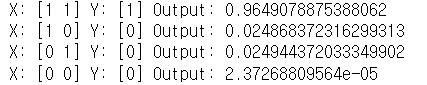 X: [1 1] Y: [1] Output: 0.9649078875388062
X: [1 0] Y: [0] Output: 0.024868372316299313
X: [0 1] Y: [0] Output: 0.024944372033349902
X: [0 0] Y: [0] Output: 2.37268809564e-05